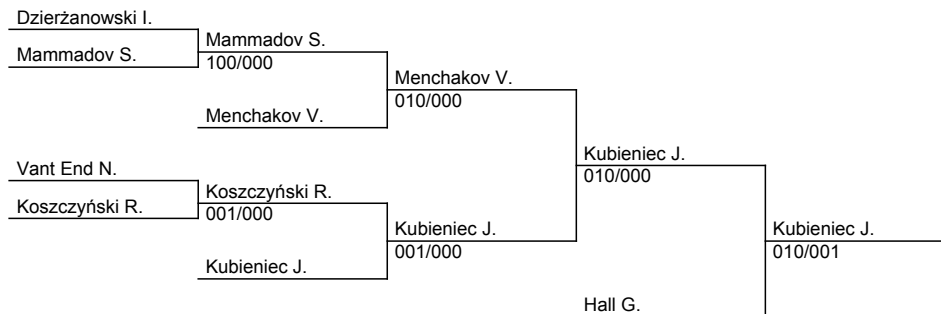 Dzierżanowski I.
Mammadov S.
Mammadov S.
100/000
Menchakov V.
Menchakov V.
010/000
Vant End N.
Koszczyński R.
Koszczyński R.
001/000
Kubieniec J.
Kubieniec J.
001/000
Kubieniec J.
010/000
Hall G.
Kubieniec J.
010/001